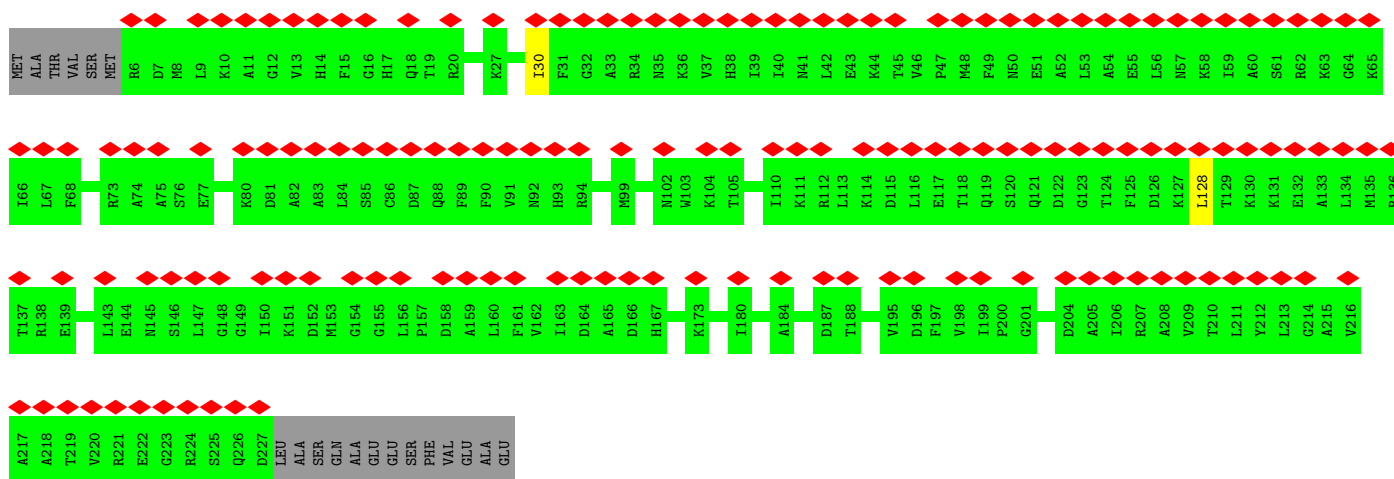 MET ALA THR VAL SER MET R6 D7 M8 L9 K10 A11 G12 V13 H14 F15 G16 H17 Q18 T19 R20 K27 I30 F31 G32 A33 R34 N35 K36 V37 H38 I39 I40 N41 L42 E43 K44 T45 V46 P47 M48 F49 N50 E51 A52 L53 A54 E55 L56 N57 K58 I59 A60 S61 R62 K63 G64 K65
I66 L67 F68 R73 A74 A75 S76 E77 K80 D81 A82 A83 L84 S85 C86 D87 Q88 F89 F90 V91 N92 H93 R94 M99 N102 W103 K104 T105 I110 K111 R112 L113 K114 D115 L116 E117 T118 Q119 S120 Q121 D122 G123 T124 F125 D126 K127 L128 T129 K130 K131 E132 A133 L134 M135 R136
T137 R138 E139 L143 E144 N145 S146 L147 G148 G149 I150 K151 D152 M153 G154 G155 L156 P157 D158 A159 L160 F161 V162 I163 D164 A165 D166 H167 K173 I180 A184 D187 T188 V195 D196 F197 V198 I199 P200 G201 D204 A205 I206 R207 A208 V209 T210 L211 Y212 L213 G214 A215 V216
A217 A218 T219 V220 R221 E222 G223 R224 S225 Q226 D227 LEU ALA SER GLN ALA GLU GLU SER PHE VAL GLU ALA GLU